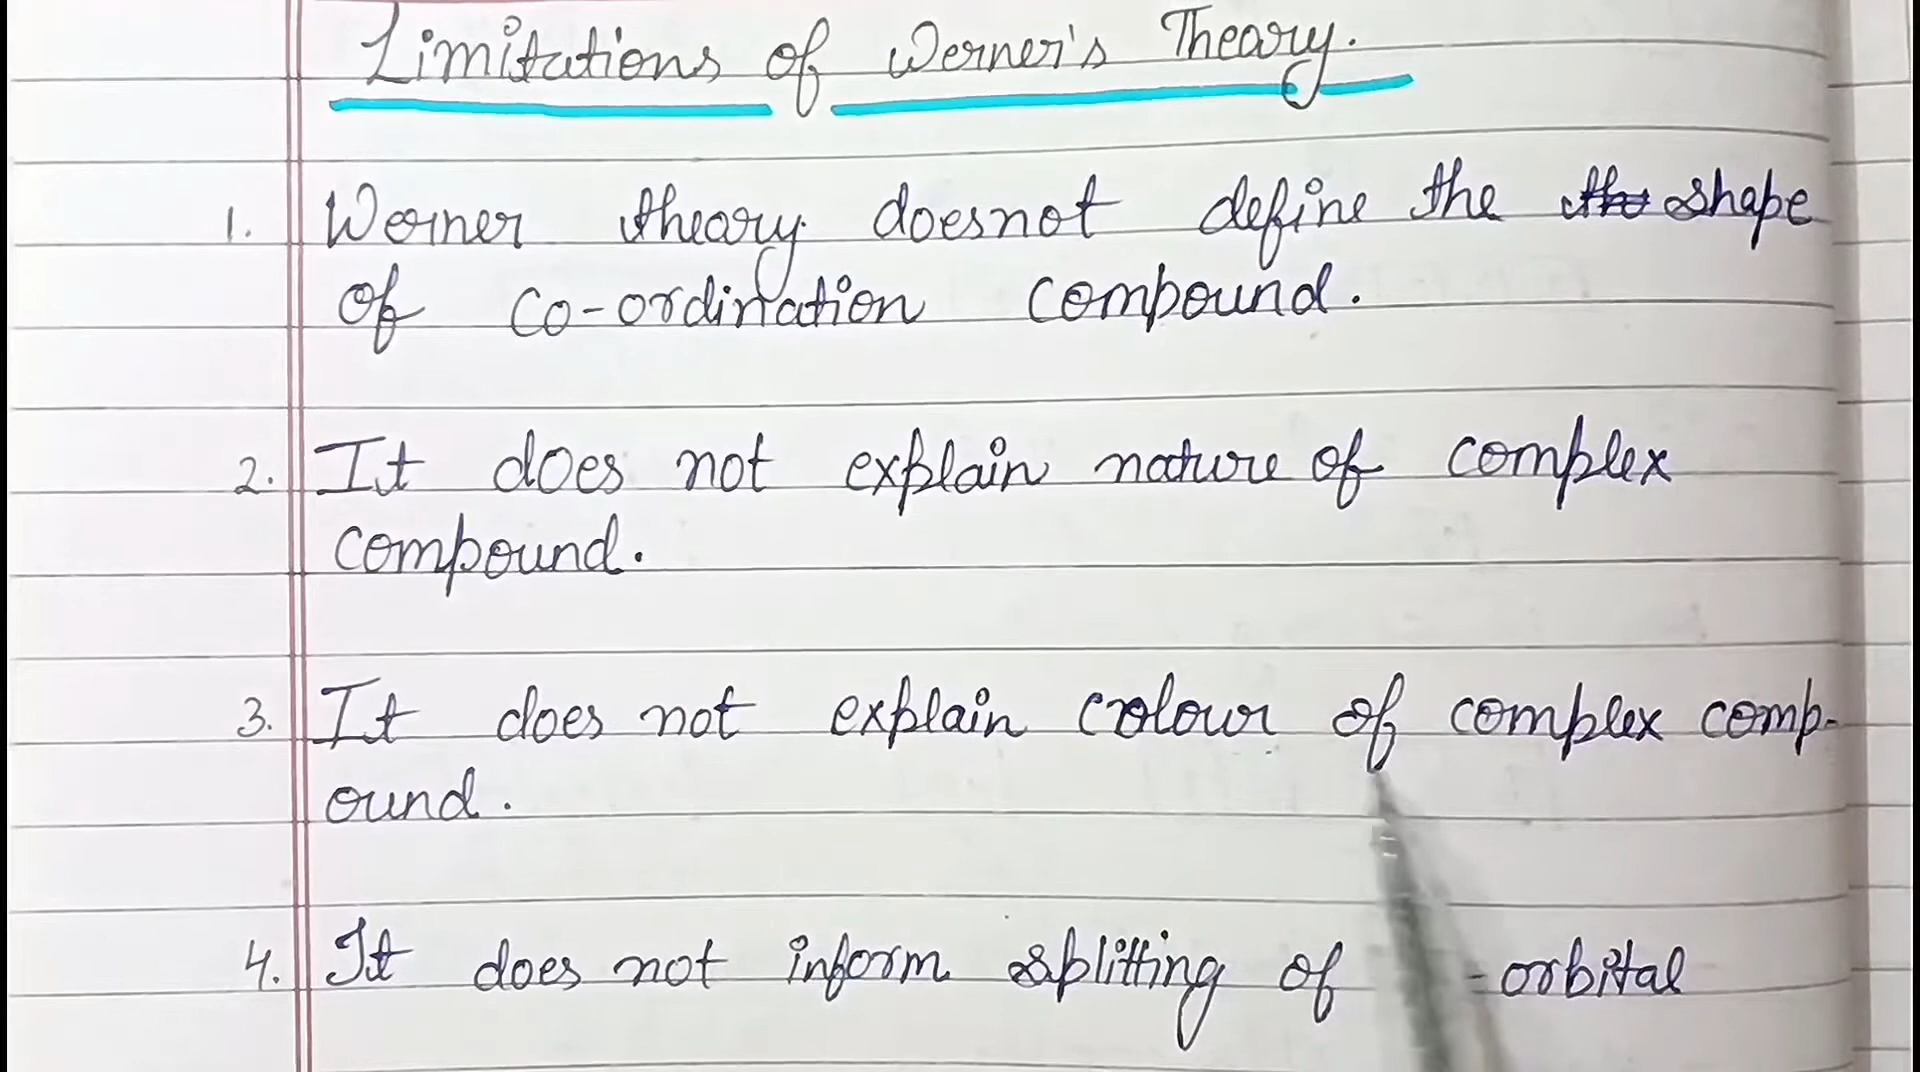 Limitations of Werner's Theory.
1. Werner theory doesnot define the the shape
of co-ordination compound.
2. It does not explain nature of complex
compound.
3. It does not explain colour of complex comp-
ound.
4. It does not inform splitting of -orbital